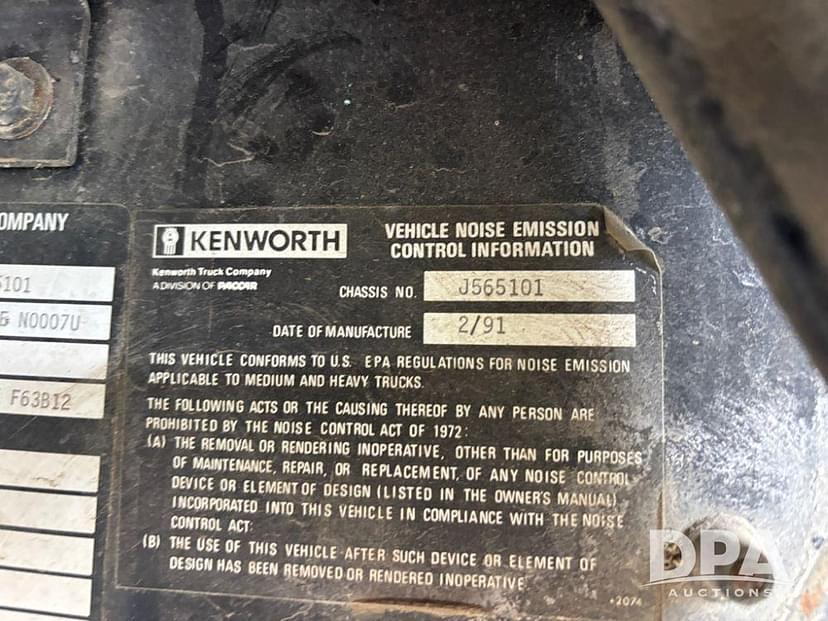 OMPANY
5101
N0007U
F63B12
KENWORTH
Kenworth Truck Company
A DIVISION OF PACCAR
VEHICLE NOISE EMISSION
CONTROL INFORMATION
CHASSIS NO. J565101
DATE OF MANUFACTURE 2/91
THIS VEHICLE CONFORMS TO U.S. EPA REGULATIONS FOR NOISE EMISSION
APPLICABLE TO MEDIUM AND HEAVY TRUCKS.
THE FOLLOWING ACTS OR THE CAUSING THEREOF BY ANY PERSON ARE
PROHIBITED BY THE NOISE CONTROL ACT OF 1972:
(A) THE REMOVAL OR RENDERING INOPERATIVE, OTHER THAN FOR PURPOSES
OF MAINTENANCE, REPAIR, OR REPLACEMENT, OF ANY NOISE CONTROL
DEVICE OR ELEMENT OF DESIGN (LISTED IN THE OWNER'S MANUAL)
INCORPORATED INTO THIS VEHICLE IN COMPLIANCE WITH THE NOISE
CONTROL ACT:
(B) THE USE OF THIS VEHICLE AFTER SUCH DEVICE OR ELEMENT OF
DESIGN HAS BEEN REMOVED OR RENDERED INOPERATIVE.
2074
DPA
AUCTIONS